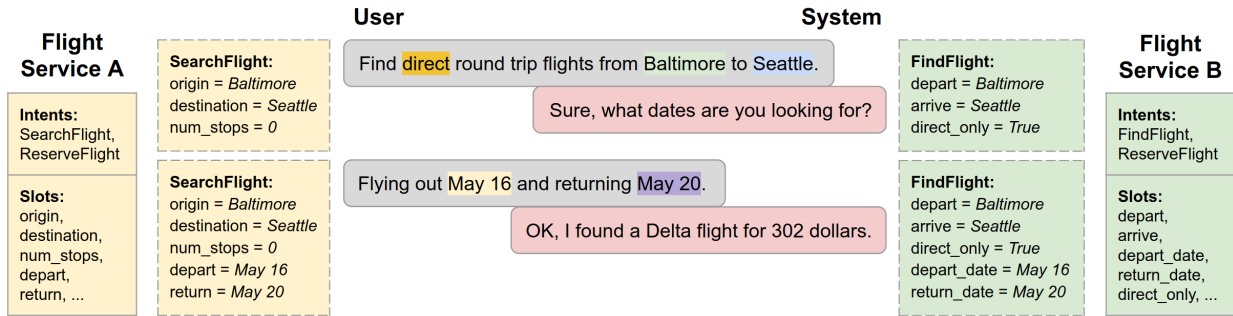 User
System
Flight
Service A
Intents:
SearchFlight,
ReserveFlight
Slots:
origin,
destination,
num_stops,
depart,
return, ...
SearchFlight:
origin = Baltimore
destination = Seattle
num_stops = 0
SearchFlight:
origin = Baltimore
destination = Seattle
num_stops = 0
depart = May 16
return = May 20
Find direct round trip flights from Baltimore to Seattle.
Sure, what dates are you looking for?
Flying out May 16 and returning May 20.
OK, I found a Delta flight for 302 dollars.
FindFlight:
depart = Baltimore
arrive = Seattle
direct_only = True
FindFlight:
depart = Baltimore
arrive = Seattle
direct_only = True
depart_date = May 16
return_date = May 20
Flight
Service B
Intents:
FindFlight,
ReserveFlight
Slots:
depart,
arrive,
depart_date,
return_date,
direct_only, ...